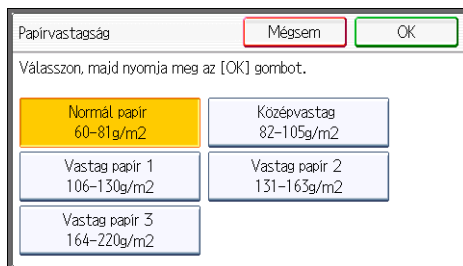 Papírvastagság Mégsem OK
Válasszon, majd nyomja meg az [OK] gombot.
Normál papír
60–81g/m2
Középvastag
82–105g/m2
Vastag papír 1
106–130g/m2
Vastag papír 2
131–163g/m2
Vastag papír 3
164–220g/m2